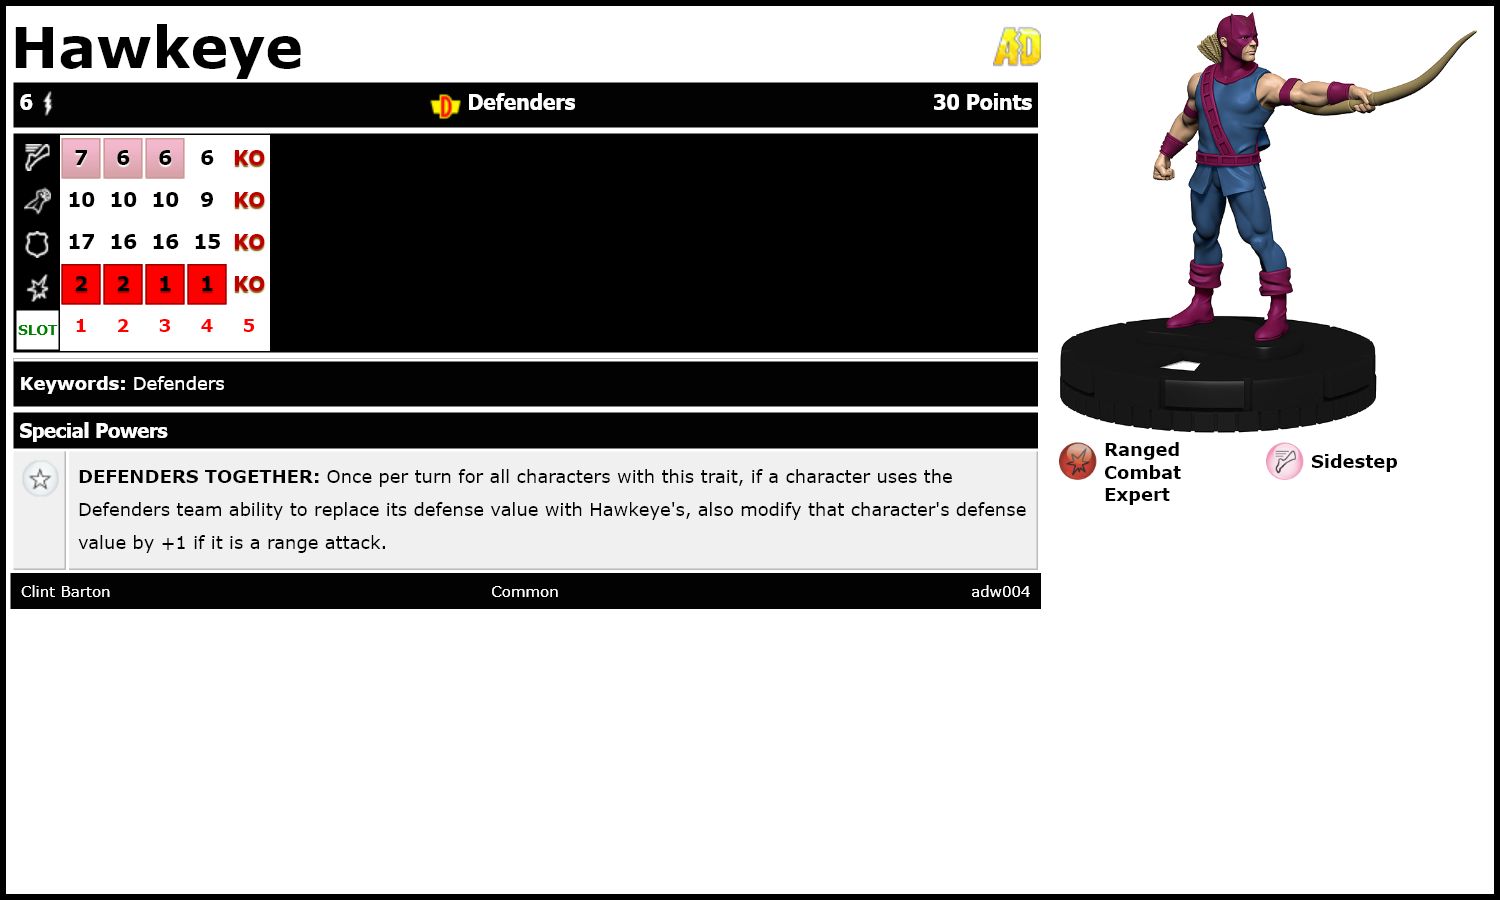 Hawkeye
AD
6 D Defenders 30 Points
7 6 6 6 KO
10 10 10 9 KO
17 16 16 15 KO
2 2 1 1 KO
SLOT 1 2 3 4 5
Keywords: Defenders
Special Powers
DEFENDERS TOGETHER: Once per turn for all characters with this trait, if a character uses the
Defenders team ability to replace its defense value with Hawkeye's, also modify that character's defense
value by +1 if it is a range attack.
Clint Barton Common adw004
Ranged
Combat
Expert
Sidestep